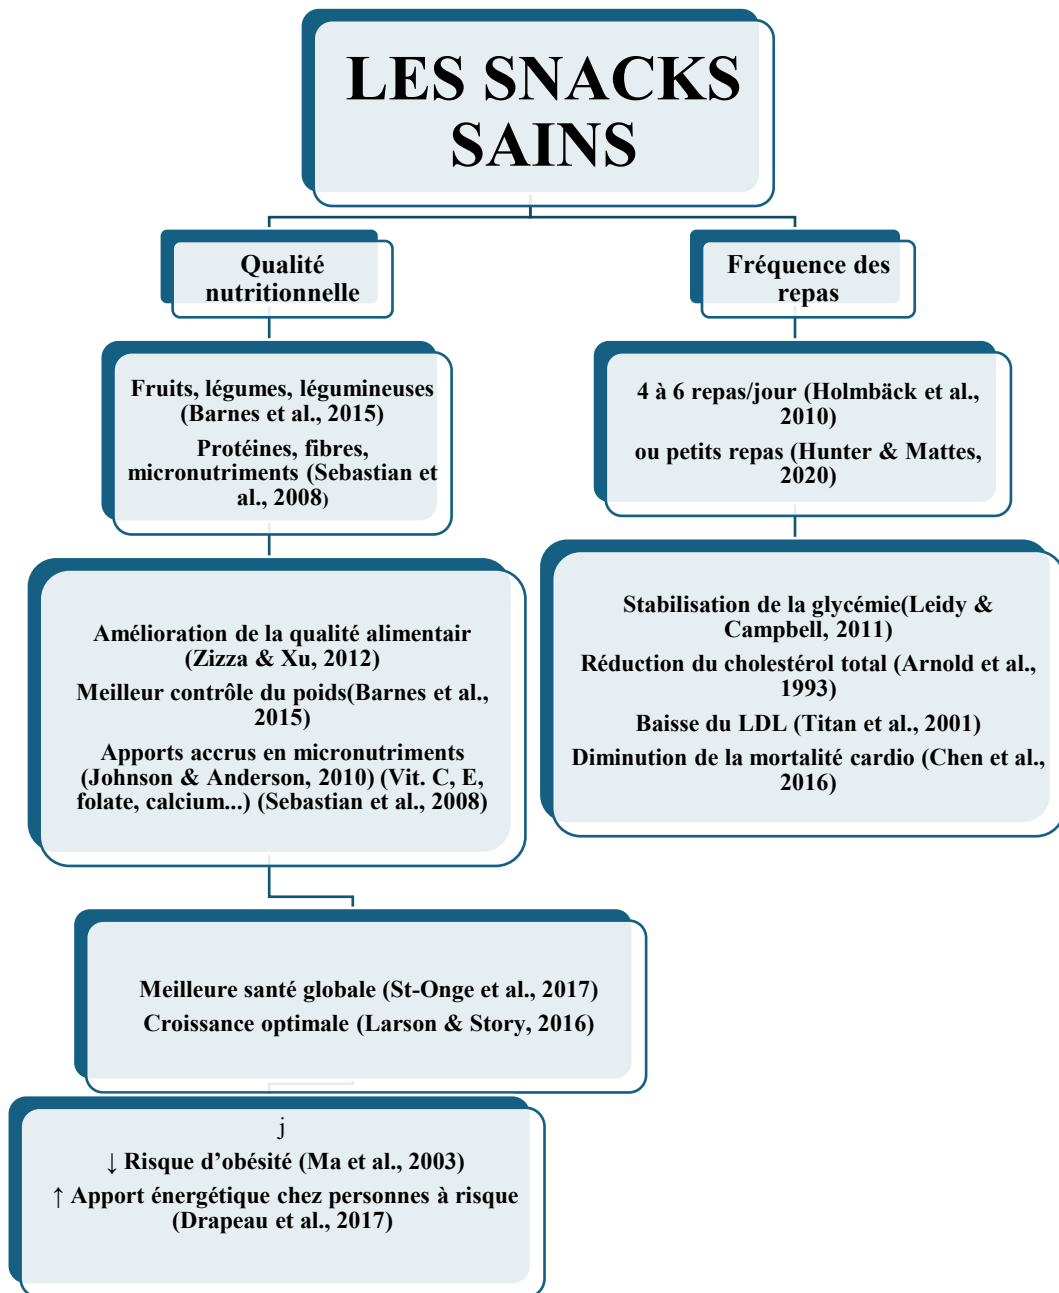 LES SNACKS
SAINS
Qualité
nutritionnelle
Fréquence des
repas
Fruits, légumes, légumineuses
(Barnes et al., 2015)
Protéines, fibres,
micronutriments (Sebastian et
al., 2008)
4 à 6 repas/jour (Holmbäck et al.,
2010)
ou petits repas (Hunter & Mattes,
2020)
Amélioration de la qualité alimentair
(Zizza & Xu, 2012)
Meilleur contrôle du poids(Barnes et al.,
2015)
Apports accrus en micronutriments
(Johnson & Anderson, 2010) (Vit. C, E,
folate, calcium...) (Sebastian et al., 2008)
Stabilisation de la glycémie(Leidy &
Campbell, 2011)
Réduction du cholestérol total (Arnold et al.,
1993)
Baisse du LDL (Titan et al., 2001)
Diminution de la mortalité cardio (Chen et al.,
2016)
Meilleure santé globale (St-Onge et al., 2017)
Croissance optimale (Larson & Story, 2016)
j
↓ Risque d’obésité (Ma et al., 2003)
↑ Apport énergétique chez personnes à risque
(Drapeau et al., 2017)